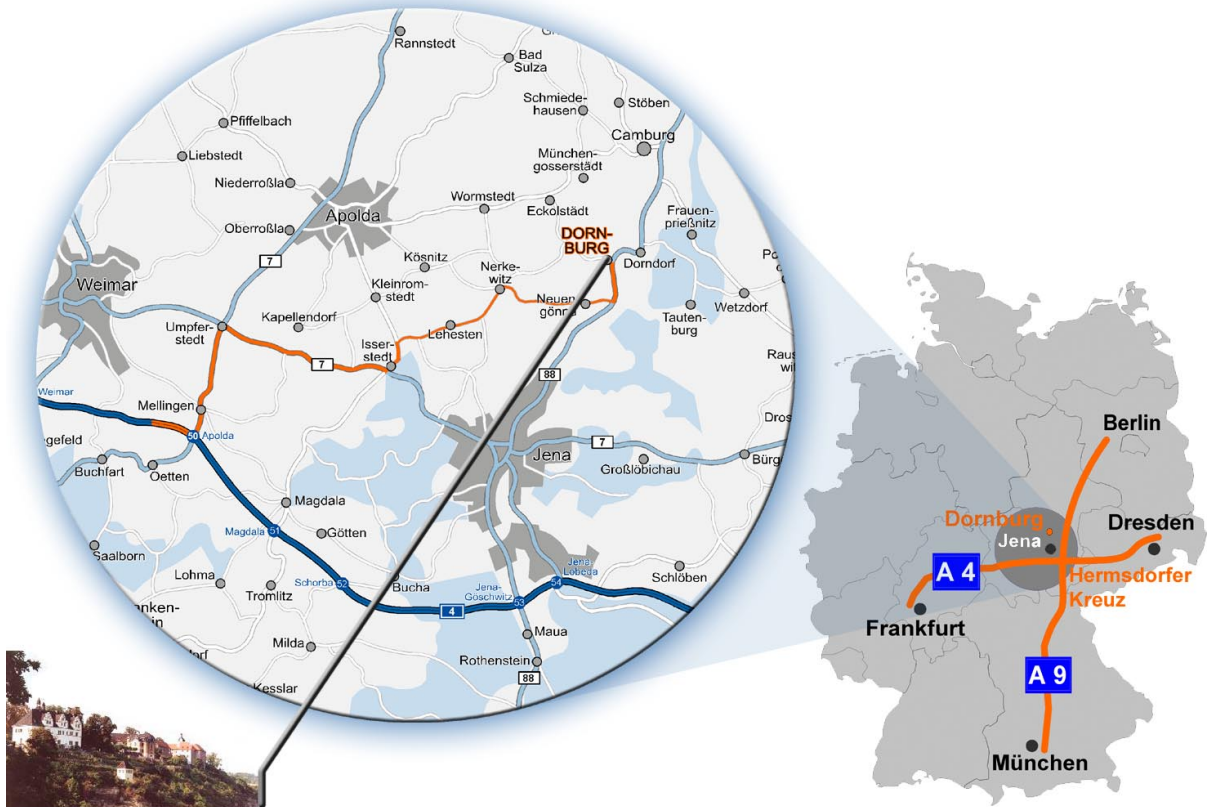 Rannstedt
Bad
Sulza
Schmiede-
hausen
Stöben
Camburg
Pfiffelbach
Liebstedt
München-
gosserstädt
Niederroßla
Wormstedt
Eckolstädt
Apolda
Frauen-
prießnitz
Oberroßla
DORN-
BURG
Dorndorf
7
Kösnitz
Nerke-
witz
Weimar
Kleinrom-
stedt
Wetzdorf
Tauten-
burg
Umpfer-
stedt
Kapellendorf
Lehesten
Isser-
stedt
7
88
Weimar
Mellingen
50 Apolda
Buchfart
Oetten
7
Jena
Großlöbichau
Bürg
Magdala
Magdala 51
Götten
Saalborn
Lohma
Tromlitz
Schorba 52
Bucha
Jena-
Göschwitz 53
Jena
Lobeda
54
Schlöben
4
Milda
Maua
Rothenstein
88
Kesslar
Berlin
Dornburg
Jena
Dresden
A 4
Hermsdorfer
Kreuz
Frankfurt
A 9
München